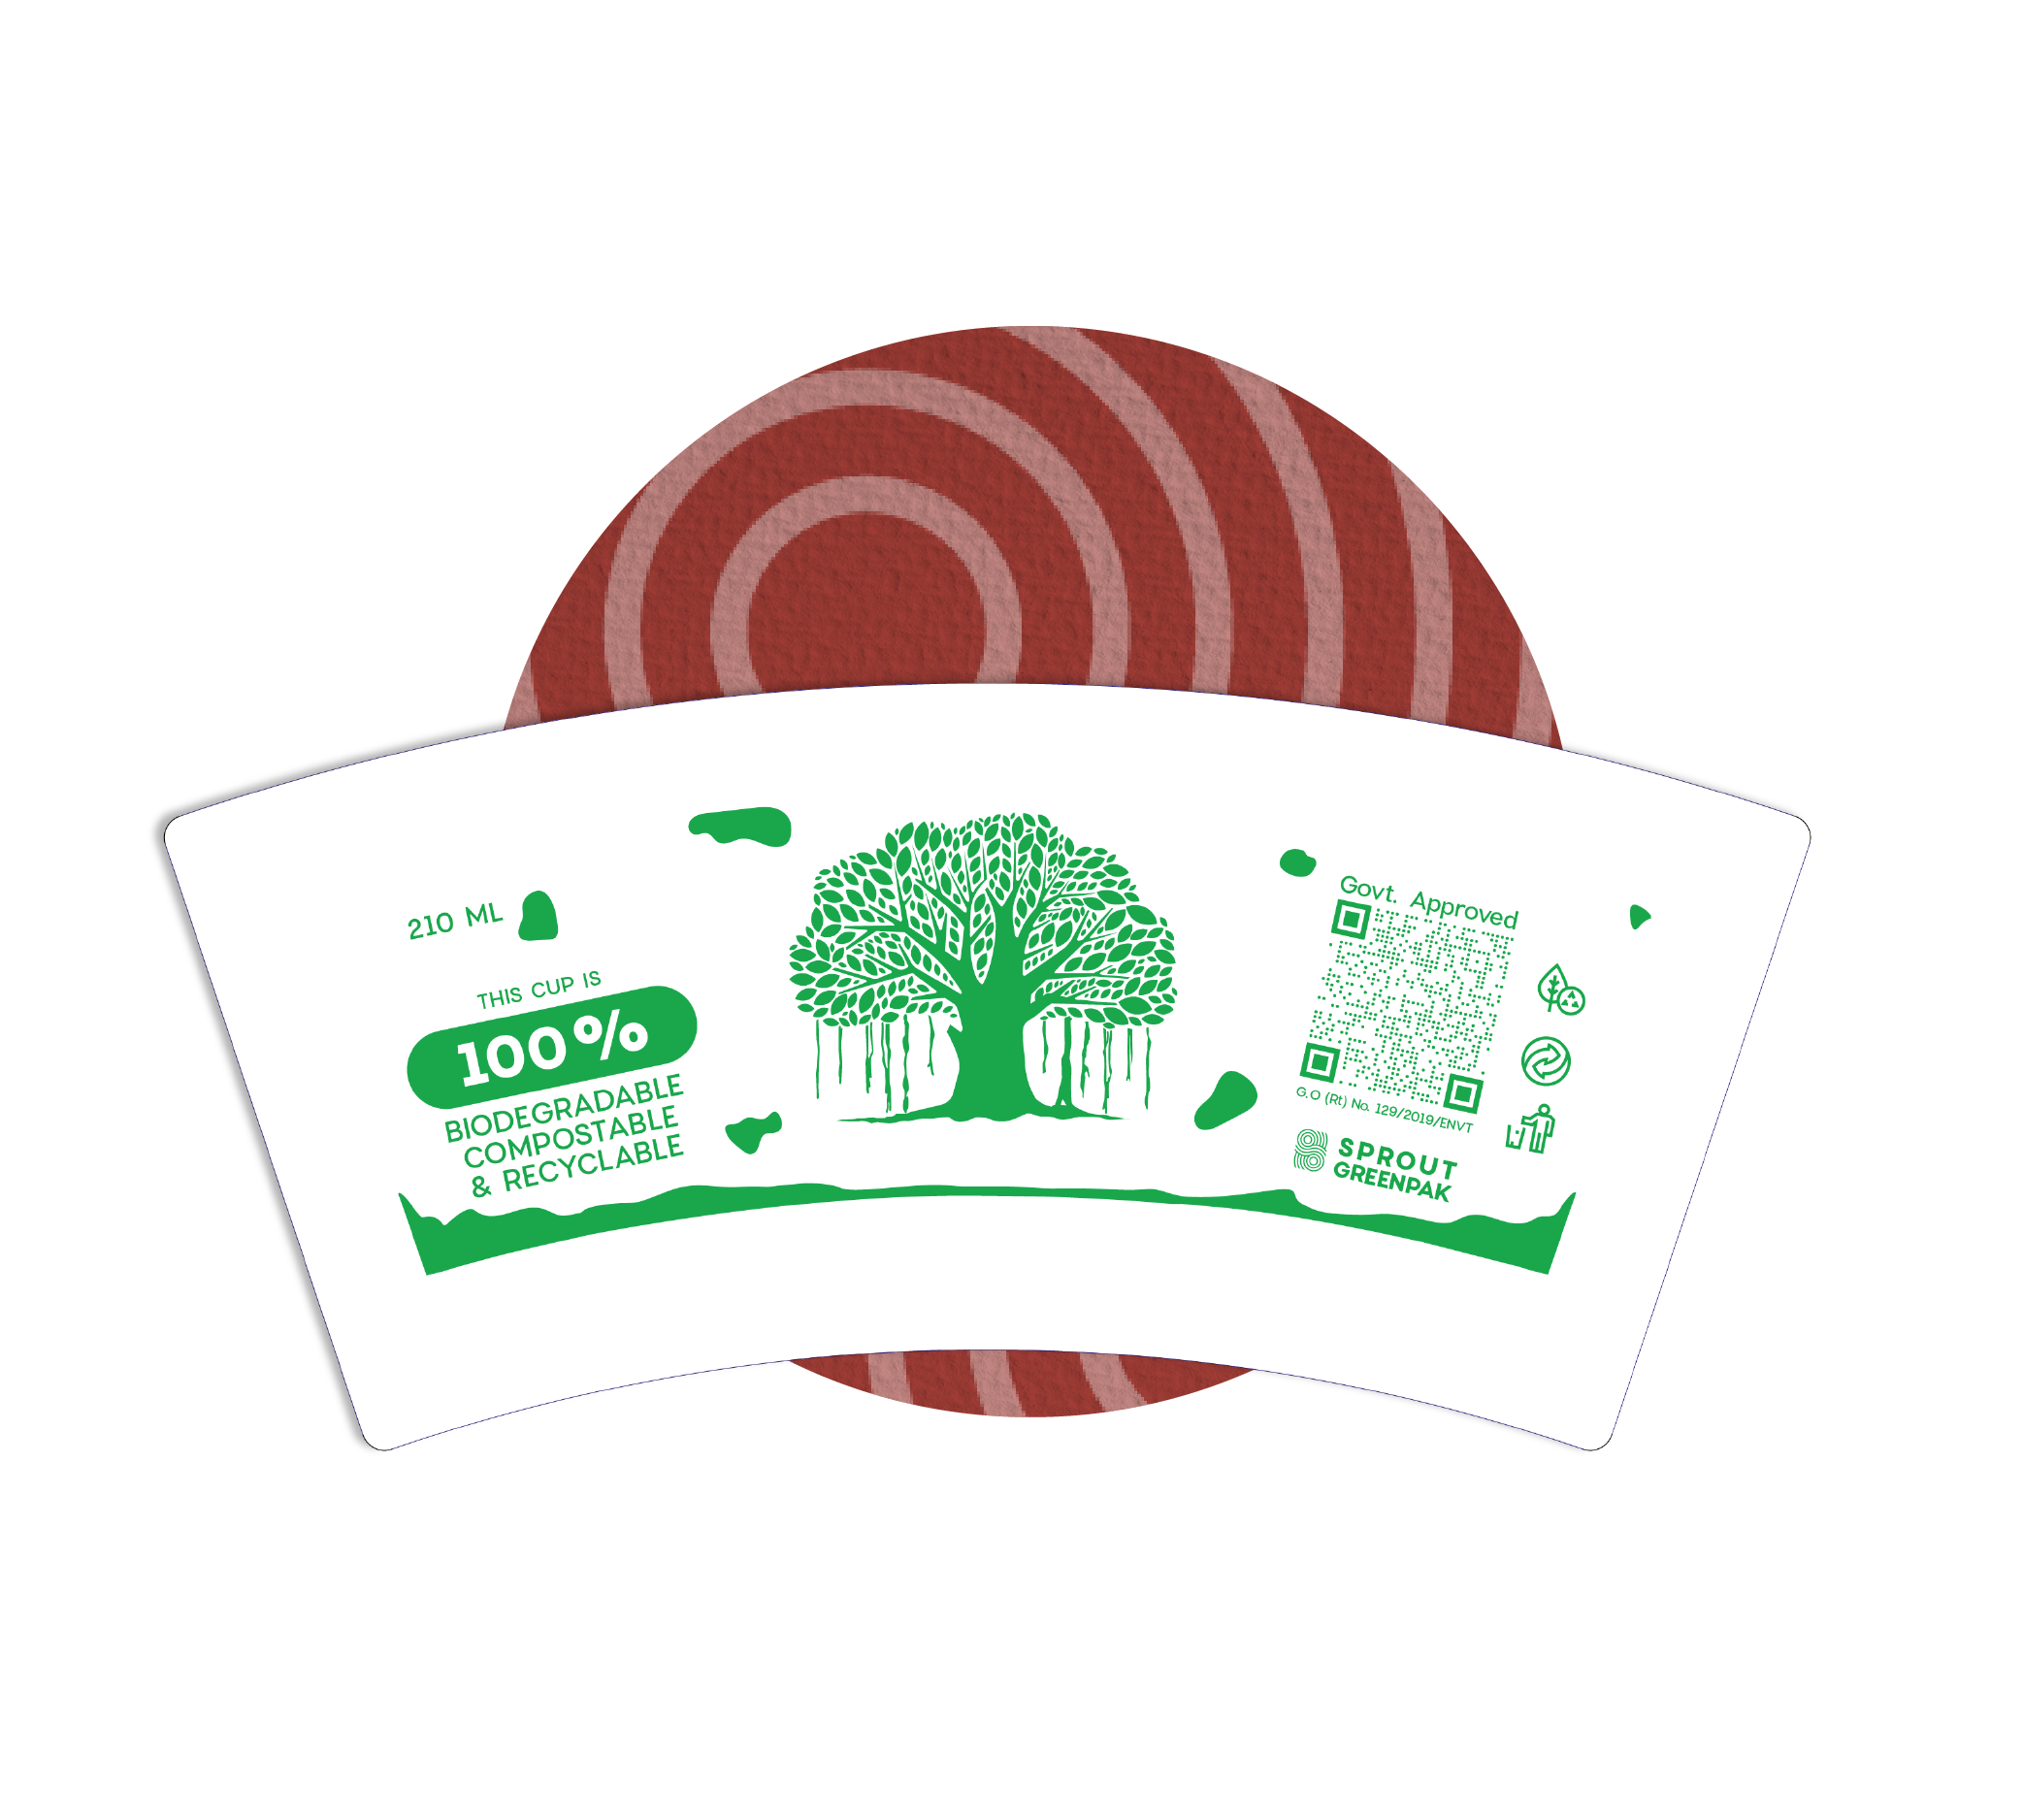 210 ML
THIS CUP IS
100%
BIODEGRADABLE
COMPOSTABLE
& RECYCLABLE
Govt. Approved
G.O (Rt) No. 129/2019/ENVT
SPROUT
GREENPAK